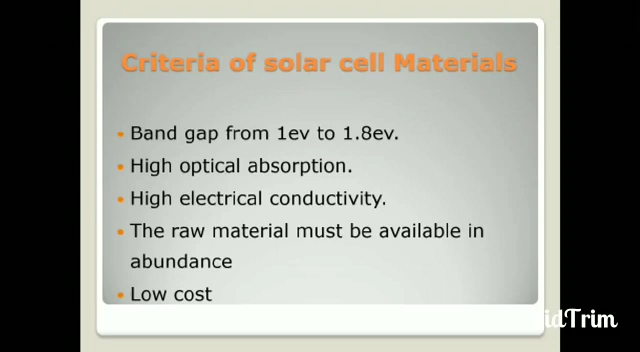 Criteria of solar cell Materials
• Band gap from 1ev to 1.8ev.
• High optical absorption.
• High electrical conductivity.
• The raw material must be available in
abundance
• Low cost
idTrim